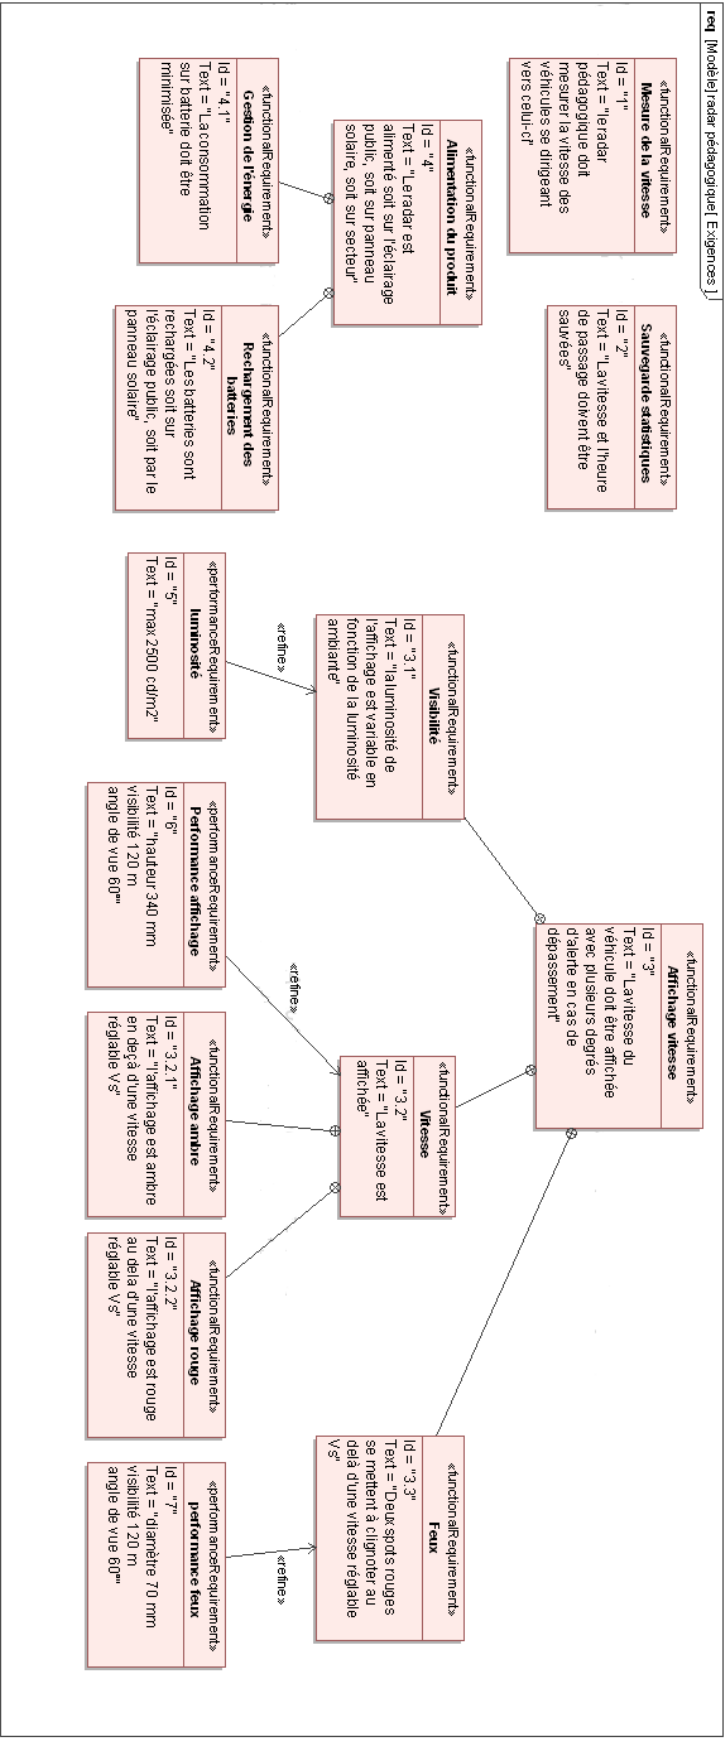 req [Modèle] radar pédagogique[ Exigences ]
«functionalRequirement»
Mesure de la vitesse
Id = "1"
Text = "le radar
pédagogique doit
mesurer la vitesse des
véhicules se dirigeant
vers celui-ci"
«functionalRequirement»
Sauvegarde statistiques
Id = "2"
Text = "La vitesse et l'heure
de passage doivent être
sauvées"
«functionalRequirement»
Affichage vitesse
Id = "3"
Text = "La vitesse du
véhicule doit être affichée
avec plusieurs degrés
d'alerte en cas de
dépassement"
«functionalRequirement»
Alimentation du produit
Id = "4"
Text = "Le radar est
alimenté soit sur l'éclairage
public, soit sur panneau
solaire, soit sur secteur"
«functionalRequirement»
Visibilité
Id = "3.1"
Text = "la luminosité de
l'affichage est variable en
fonction de la luminosité
ambiante"
«functionalRequirement»
Vitesse
Id = "3.2"
Text = "La vitesse est
affichée"
«functionalRequirement»
Feux
Id = "3.3"
Text = "Deux spots rouges
se mettent à clignoter au
delà d'une vitesse réglable
Vs"
«refine»
«refine»
«refine»
«functionalRequirement»
Gestion de l'énergie
Id = "4.1"
Text = "La consommation
sur batterie doit être
minimisée"
«functionalRequirement»
Rechargement des
batteries
Id = "4.2"
Text = "Les batteries sont
rechargées soit sur
l'éclairage public, soit par le
panneau solaire"
«performanceRequirement»
luminosité
Id = "5"
Text = "max 2500 cd/m2"
«performanceRequirement»
Performance affichage
Id = "6"
Text = "hauteur 340 mm
visibilité 120 m
angle de vue 60°"
«functionalRequirement»
Affichage ambre
Id = "3.2.1"
Text = "l'affichage est ambre
en deçà d'une vitesse
réglable Vs"
«functionalRequirement»
Affichage rouge
Id = "3.2.2"
Text = "l'affichage est rouge
au dela d'une vitesse
réglable Vs"
«performanceRequirement»
performance feux
Id = "7"
Text = "diamètre 70 mm
visibilité 120 m
angle de vue 60°"